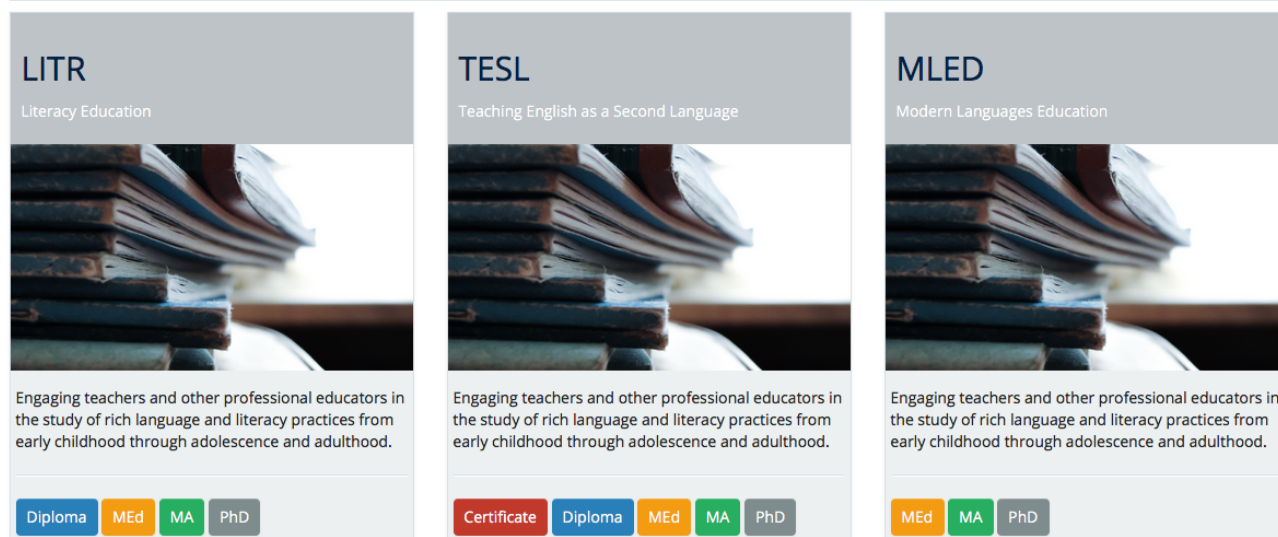 LITR
Literacy Education
Engaging teachers and other professional educators in
the study of rich language and literacy practices from
early childhood through adolescence and adulthood.
Diploma MEd MA PhD
TESL
Teaching English as a Second Language
Engaging teachers and other professional educators in
the study of rich language and literacy practices from
early childhood through adolescence and adulthood.
Certificate Diploma MEd MA PhD
MLED
Modern Languages Education
Engaging teachers and other professional educators in
the study of rich language and literacy practices from
early childhood through adolescence and adulthood.
MEd MA PhD